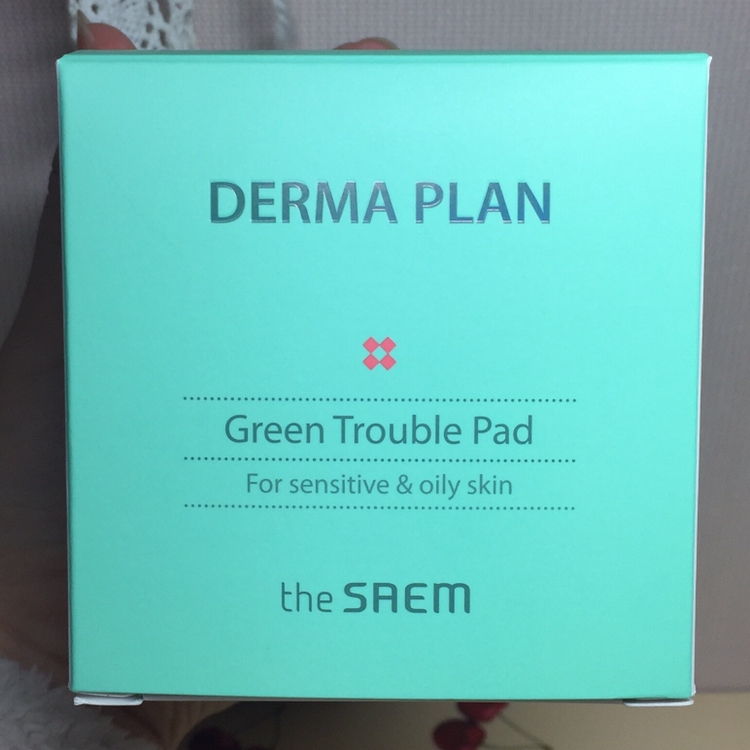 DERMA PLAN
Green Trouble Pad
For sensitive & oily skin
the SAEM